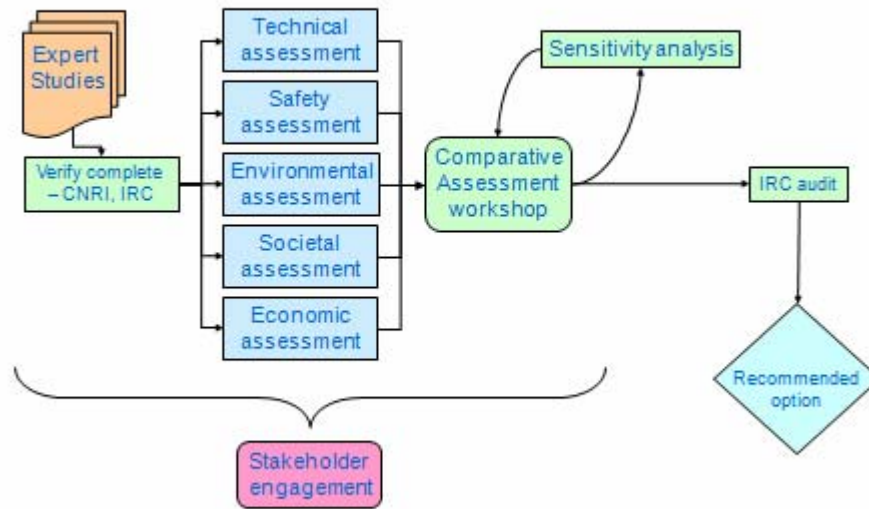 Expert
Studies
Verify complete
– CNRI, IRC
Technical
assessment
Safety
assessment
Environmental
assessment
Societal
assessment
Economic
assessment
Comparative
Assessment
workshop
Sensitivity analysis
IRC audit
Recommended
option
Stakeholder
engagement